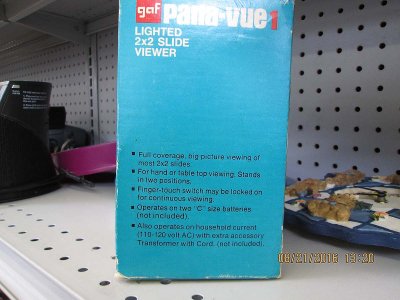 gaf pana-vue 1
LIGHTED
2x2 SLIDE
VIEWER
■ Full coverage, big picture viewing of
most 2x2 slides.
■ For hand or table top viewing. Stands
in two positions.
■ Finger-touch switch may be locked on
for continuous viewing.
■ Operates on two "C" size batteries
(not included).
■ Also operates on household current
(110-120 volt AC) with extra accessory
Transformer with Cord. (not included).
08/21/2016 13:20